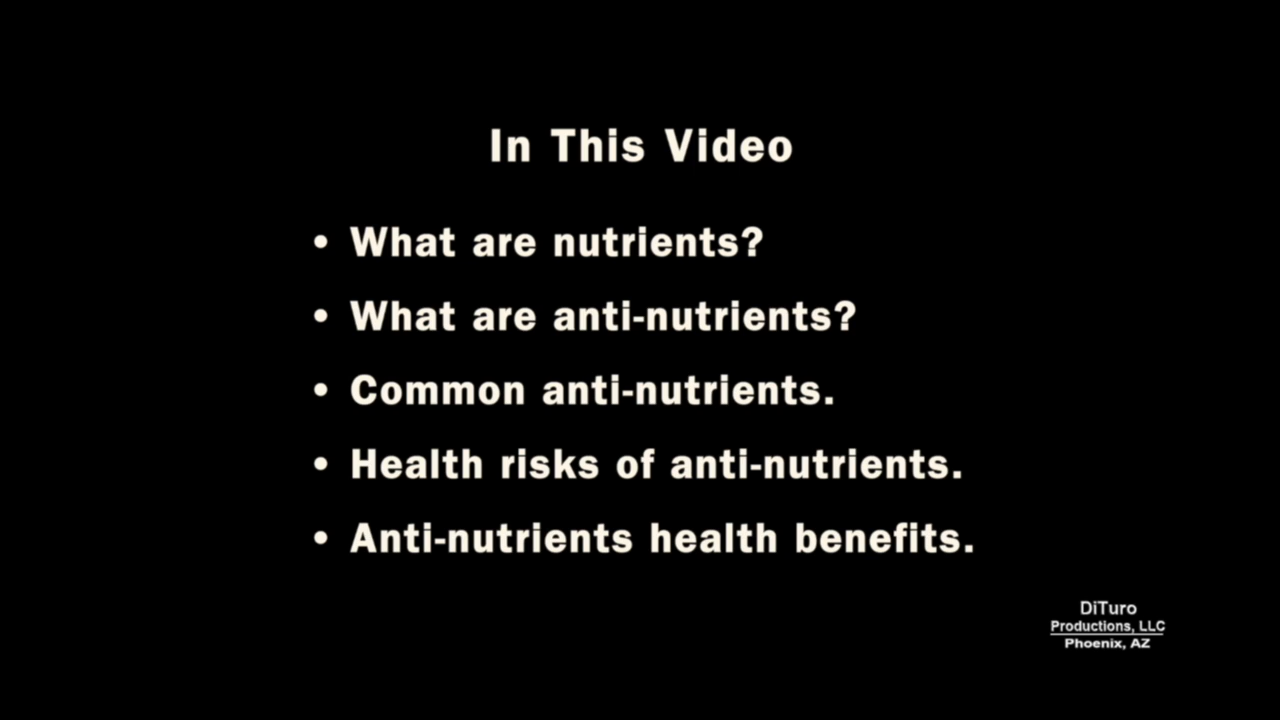 In This Video
• What are nutrients?
• What are anti-nutrients?
• Common anti-nutrients.
• Health risks of anti-nutrients.
• Anti-nutrients health benefits.
DiTuro
Productions, LLC
Phoenix, AZ